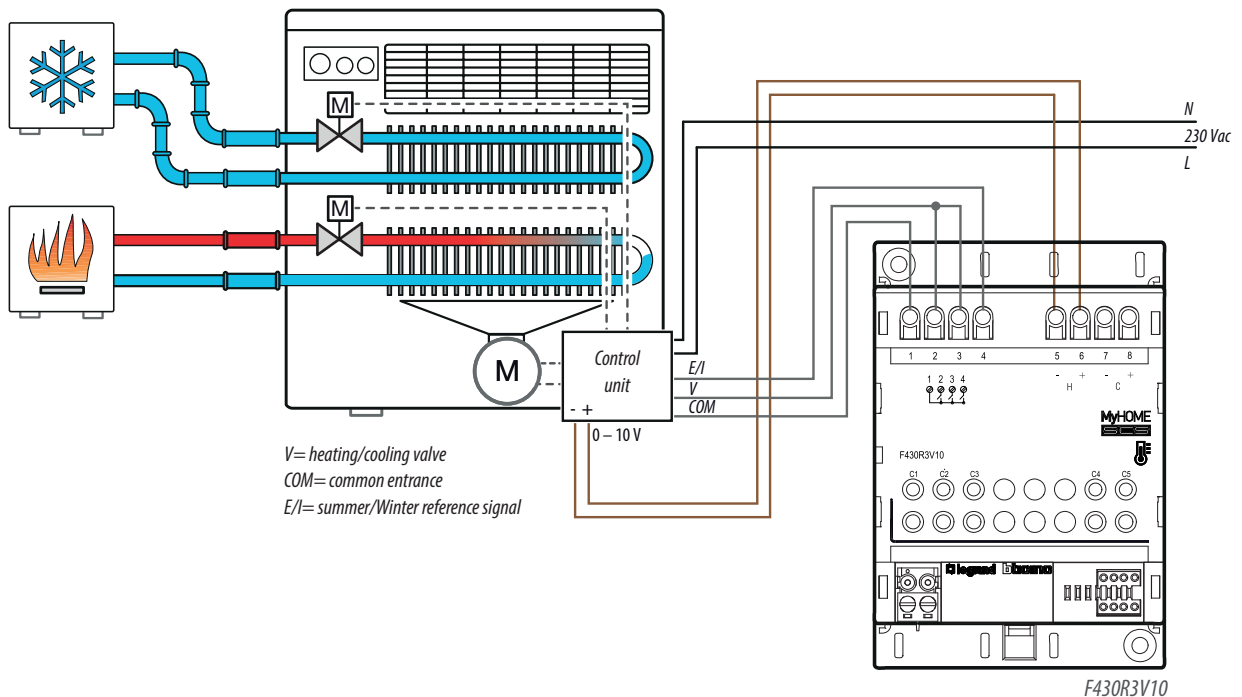 M
M
N
230 Vac
L
M
Control
unit
- +
E/I
V
COM
0 – 10 V
V= heating/cooling valve
COM= common entrance
E/I= summer/Winter reference signal
1 2 3 4 5 6 7 8
- + - +
H C
1 2 3 4
MyHOME
SCS
F430R3V10
C1 C2 C3 C4 C5
legrand bticino
F430R3V10